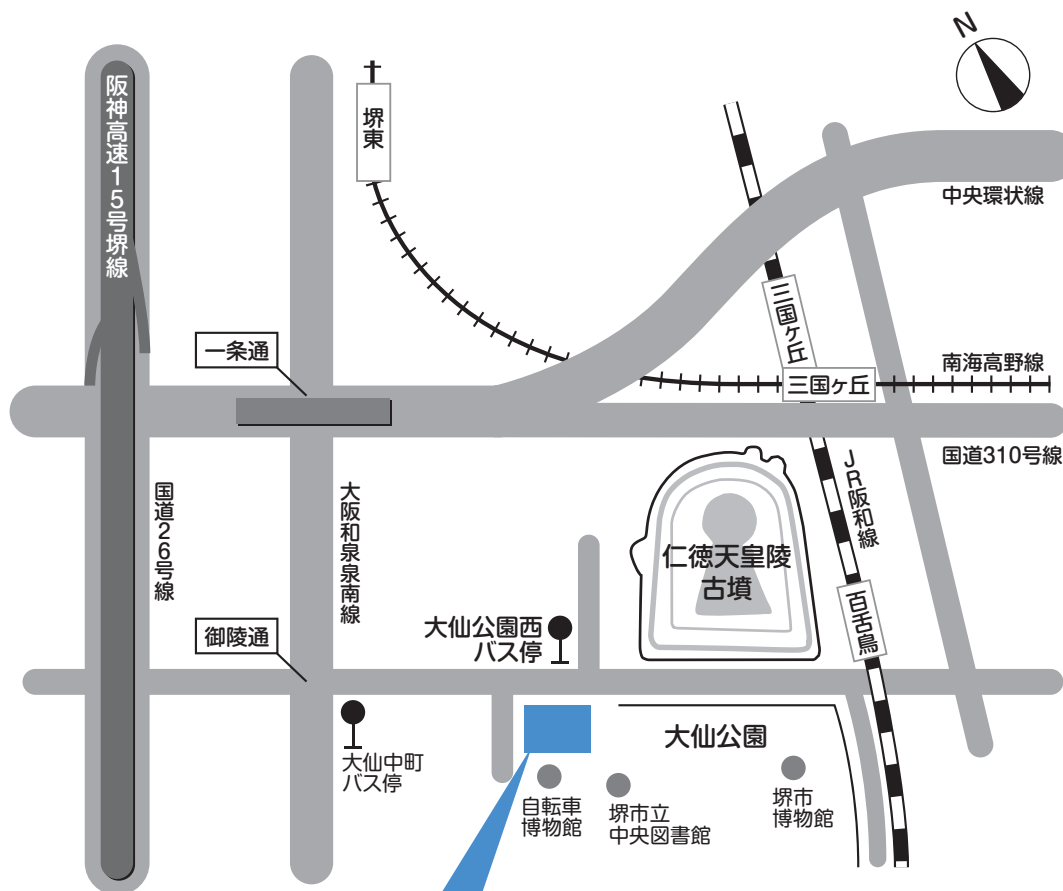 N
阪神高速15号堺線
堺東
中央環状線
三国ヶ丘
一条通
南海高野線
三国ヶ丘
国道310号線
JR阪和線
国道26号線
大阪和泉泉南線
仁徳天皇陵
古墳
百舌鳥
御陵通
大仙公園西
バス停
大仙公園
大仙中町
バス停
自転車
博物館
堺市立
中央図書館
堺市
博物館